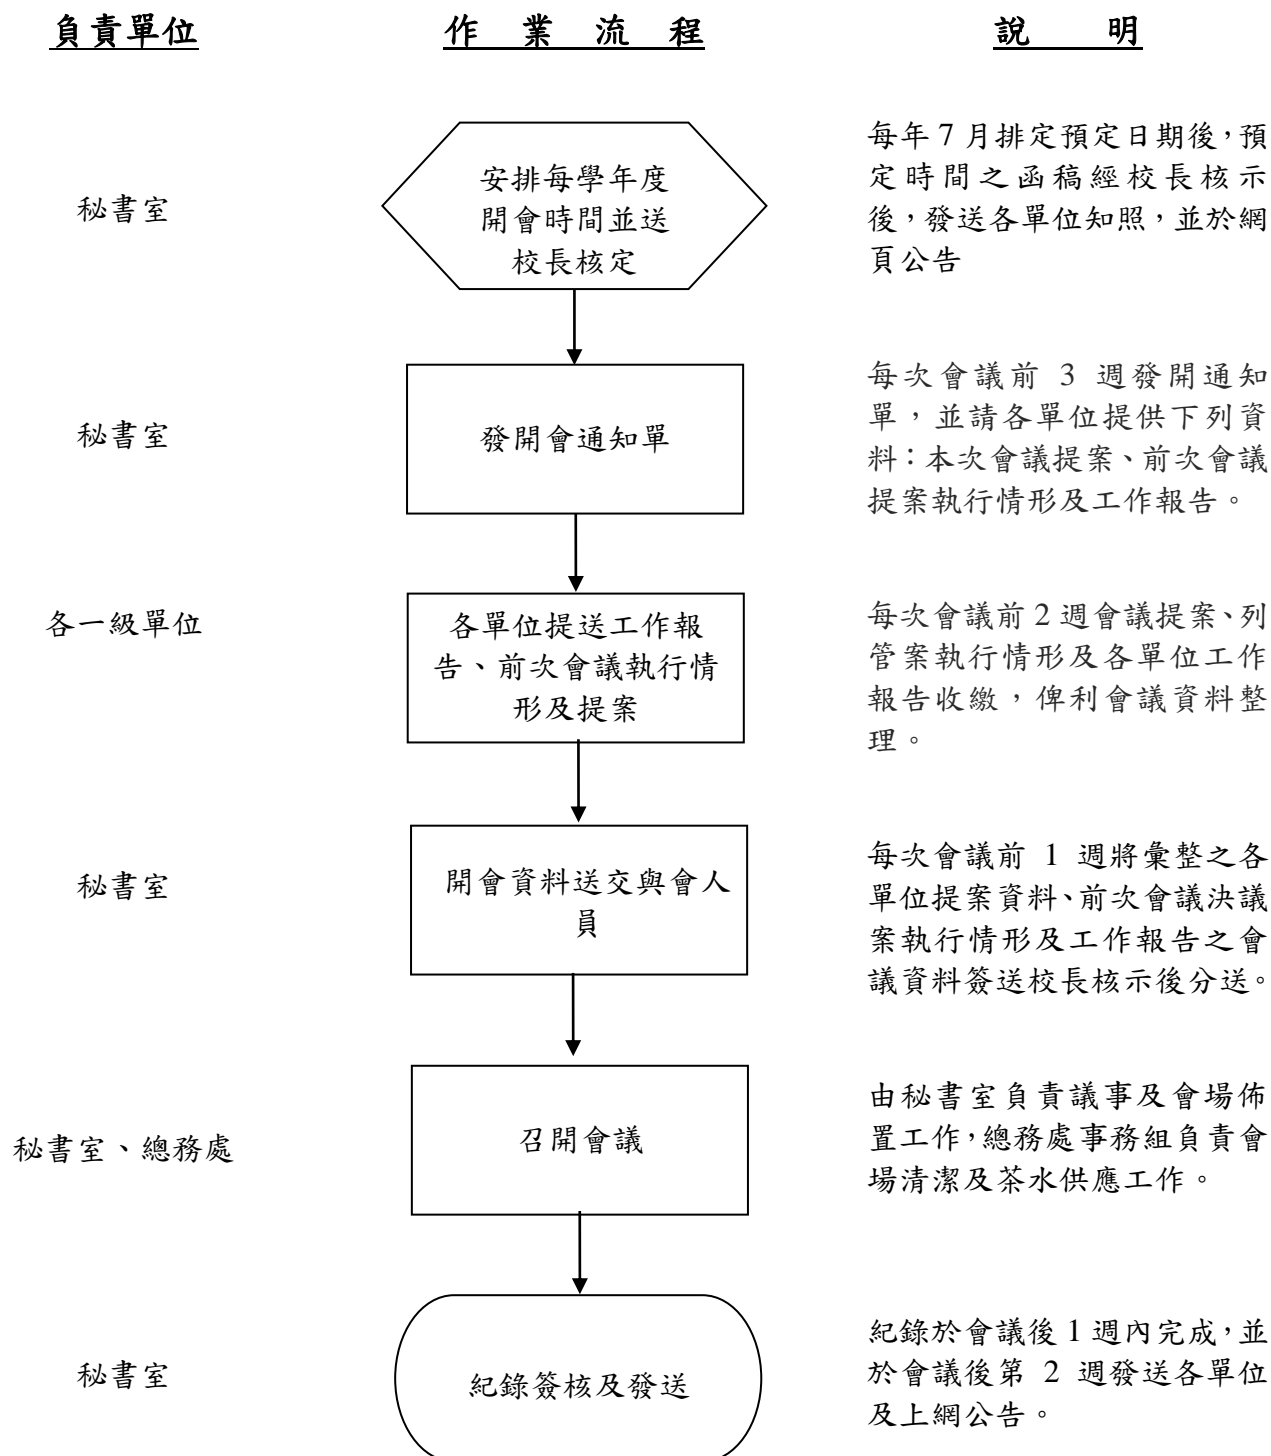 負責單位
作 業 流 程
說 明
秘書室
安排每學年度
開會時間並送
校長核定
每年 7 月排定預定日期後，預
定時間之函稿經校長核示
後，發送各單位知照，並於網
頁公告
秘書室
發開會通知單
每次會議前 3 週發開通知
單，並請各單位提供下列資
料：本次會議提案、前次會議
提案執行情形及工作報告。
各一級單位
各單位提送工作報
告、前次會議執行情
形及提案
每次會議前 2 週會議提案、列
管案執行情形及各單位工作
報告收繳，俾利會議資料整
理。
秘書室
開會資料送交與會人
員
每次會議前 1 週將彙整之各
單位提案資料、前次會議決議
案執行情形及工作報告之會
議資料簽送校長核示後分送。
秘書室、總務處
召開會議
由秘書室負責議事及會場佈
置工作，總務處事務組負責會
場清潔及茶水供應工作。
秘書室
紀錄簽核及發送
紀錄於會議後 1 週內完成，並
於會議後第 2 週發送各單位
及上網公告。